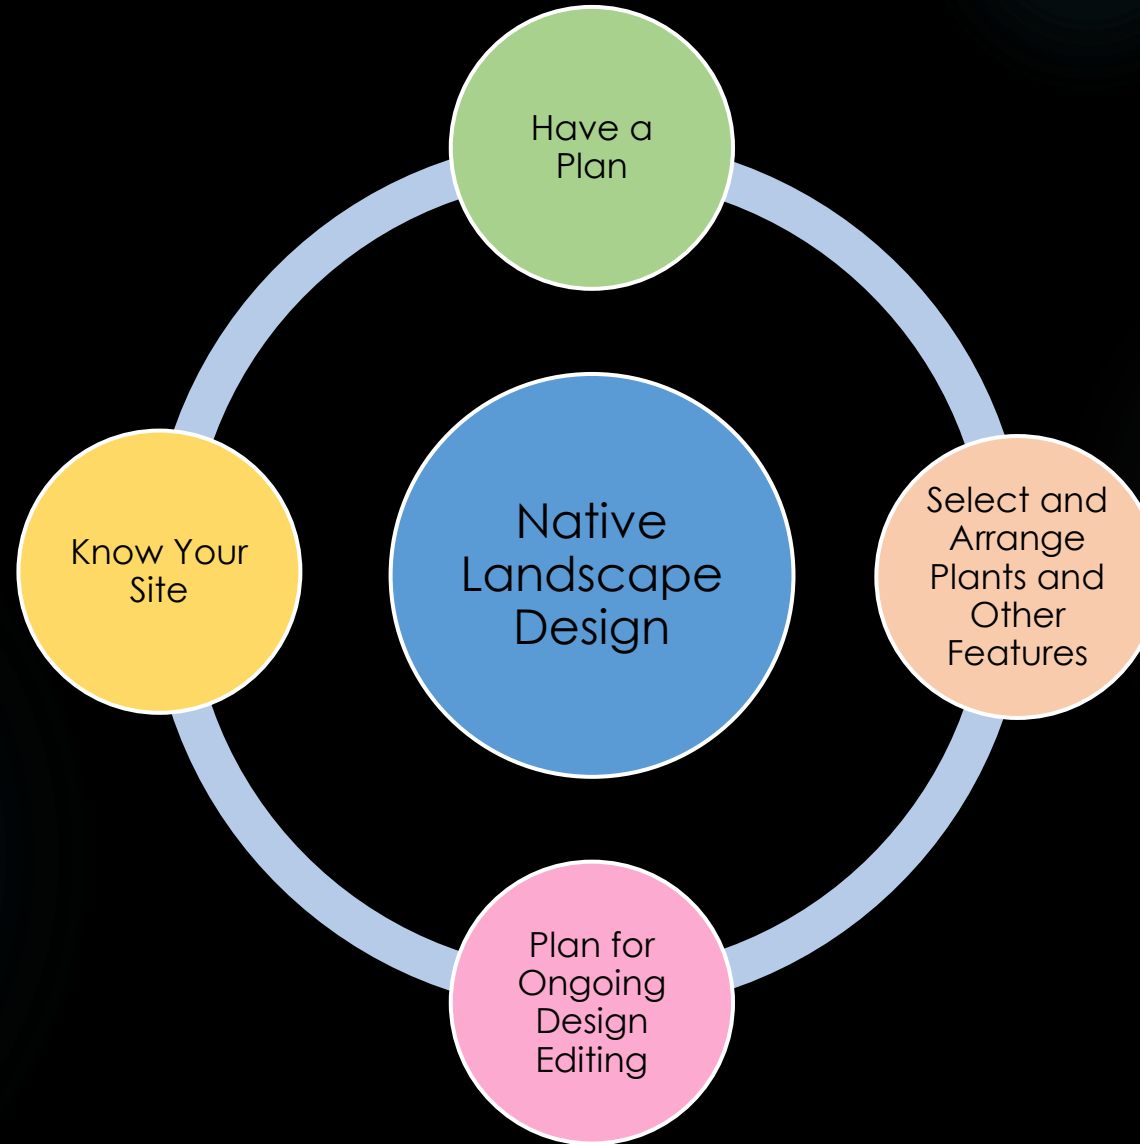 Have a
Plan
Know Your
Site
Native
Landscape
Design
Select and
Arrange
Plants and
Other
Features
Plan for
Ongoing
Design
Editing